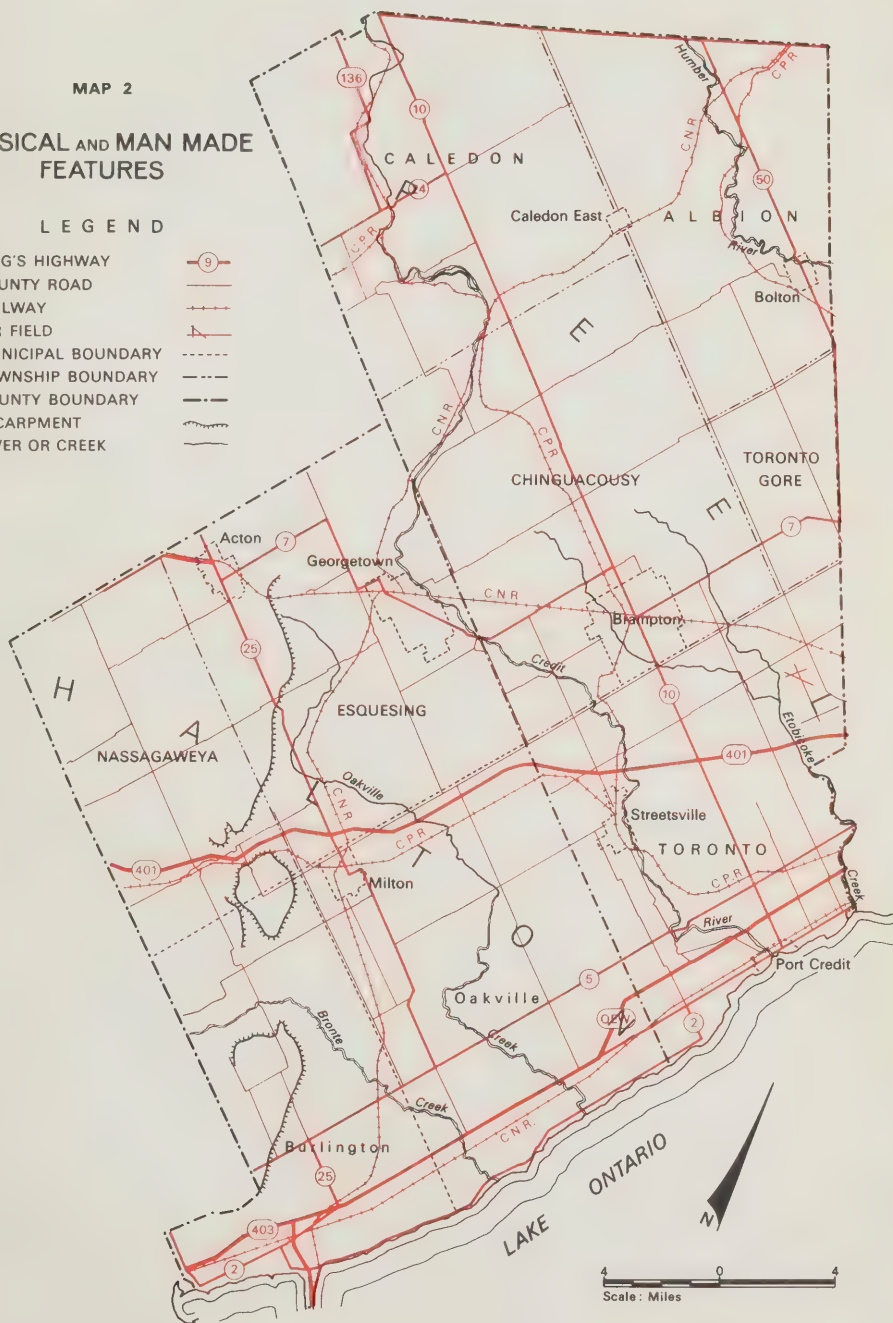 MAP 2
SICAL AND MAN MADE
FEATURES
LEGEND
G'S HIGHWAY
9
UNTY ROAD
LWAY
R FIELD
NICIPAL BOUNDARY
WNSHIP BOUNDARY
UNTY BOUNDARY
CARPMENT
VER OR CREEK
136
10
CALEDON
24
CPR
Caledon East
Humber
CNR
CPR
50
ALBION
River
Bolton
PEEL
CNR
CPR
CHINGUACOUSY
TORONTO
GORE
7
Acton
7
Georgetown
CNR
Brampton
25
Credit
10
Etobicoke
HALTON
ESQUESING
NASSAGAWEYA
Oakville
401
CNR
CPR
Streetsville
TORONTO
401
Milton
CPR
Creek
River
Port Credit
5
Oakville
QEW
2
Bronte
Creek
Creek
CNR
Burlington
25
403
2
LAKE ONTARIO
N
4 0 4
Scale: Miles